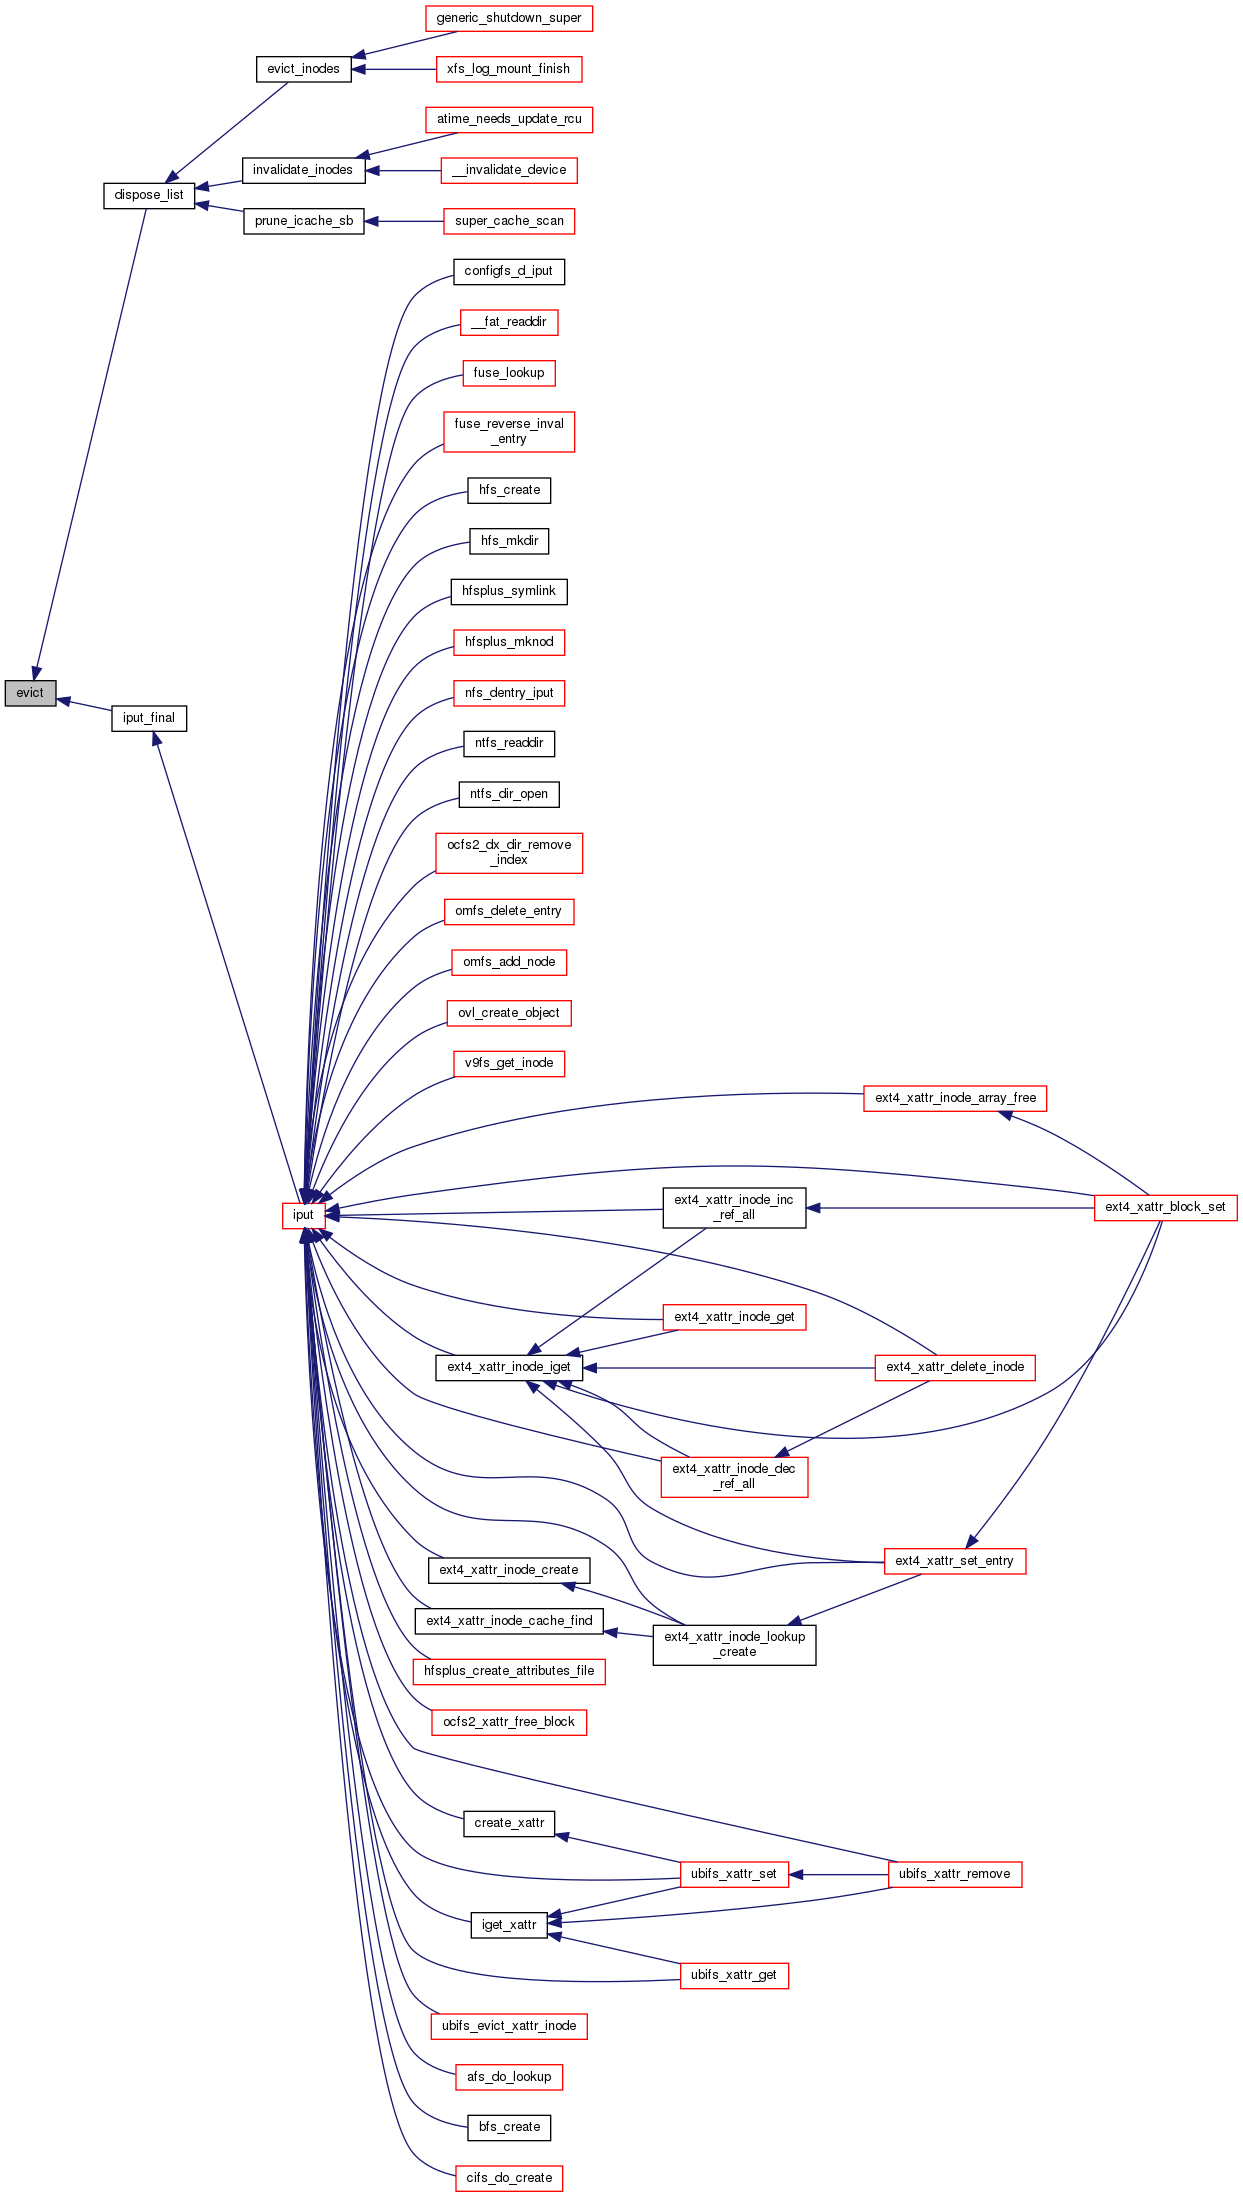 generic_shutdown_super
evict_inodes
xfs_log_mount_finish
atime_needs_update_rcu
invalidate_inodes
__invalidate_device
dispose_list
prune_icache_sb
super_cache_scan
configfs_d_iput
__fat_readdir
fuse_lookup
fuse_reverse_inval
_entry
hfs_create
hfs_mkdir
hfsplus_symlink
hfsplus_mknod
evict
nfs_dentry_iput
iput_final
ntfs_readdir
ntfs_dir_open
ocfs2_dx_dir_remove
_index
omfs_delete_entry
omfs_add_node
ovl_create_object
v9fs_get_inode
ext4_xattr_inode_array_free
iput
ext4_xattr_inode_inc
_ref_all
ext4_xattr_block_set
ext4_xattr_inode_get
ext4_xattr_inode_iget
ext4_xattr_delete_inode
ext4_xattr_inode_dec
_ref_all
ext4_xattr_set_entry
ext4_xattr_inode_create
ext4_xattr_inode_cache_find
ext4_xattr_inode_lookup
_create
hfsplus_create_attributes_file
ocfs2_xattr_free_block
create_xattr
ubifs_xattr_set
ubifs_xattr_remove
iget_xattr
ubifs_xattr_get
ubifs_evict_xattr_inode
afs_do_lookup
bfs_create
cifs_do_create